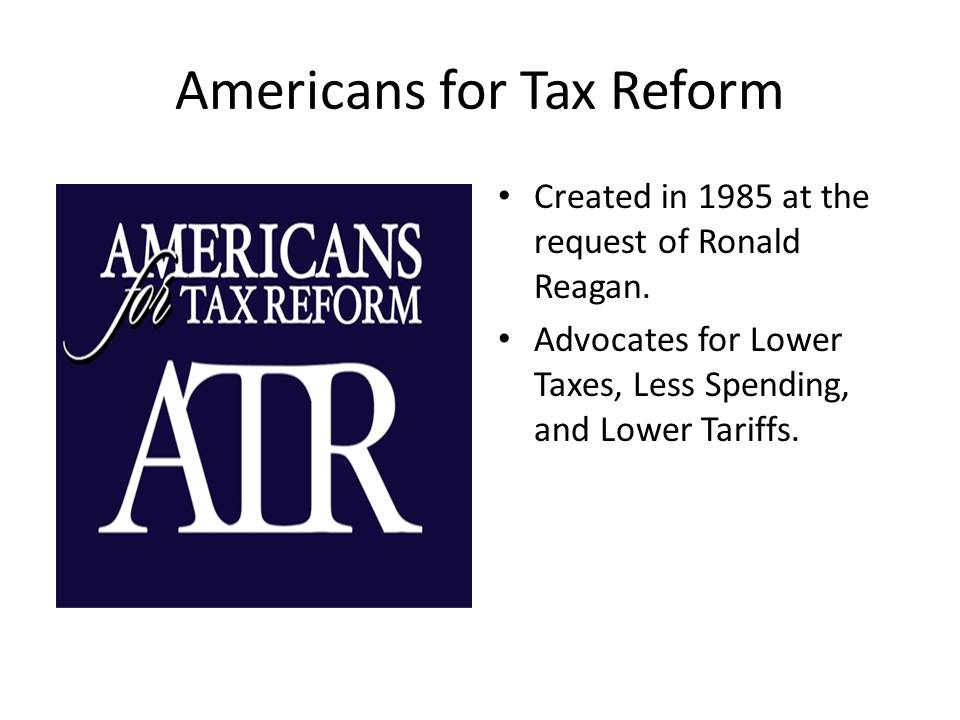 Americans for Tax Reform
AMERICANS
for TAX REFORM
ATR
• Created in 1985 at the
request of Ronald
Reagan.
• Advocates for Lower
Taxes, Less Spending,
and Lower Tariffs.